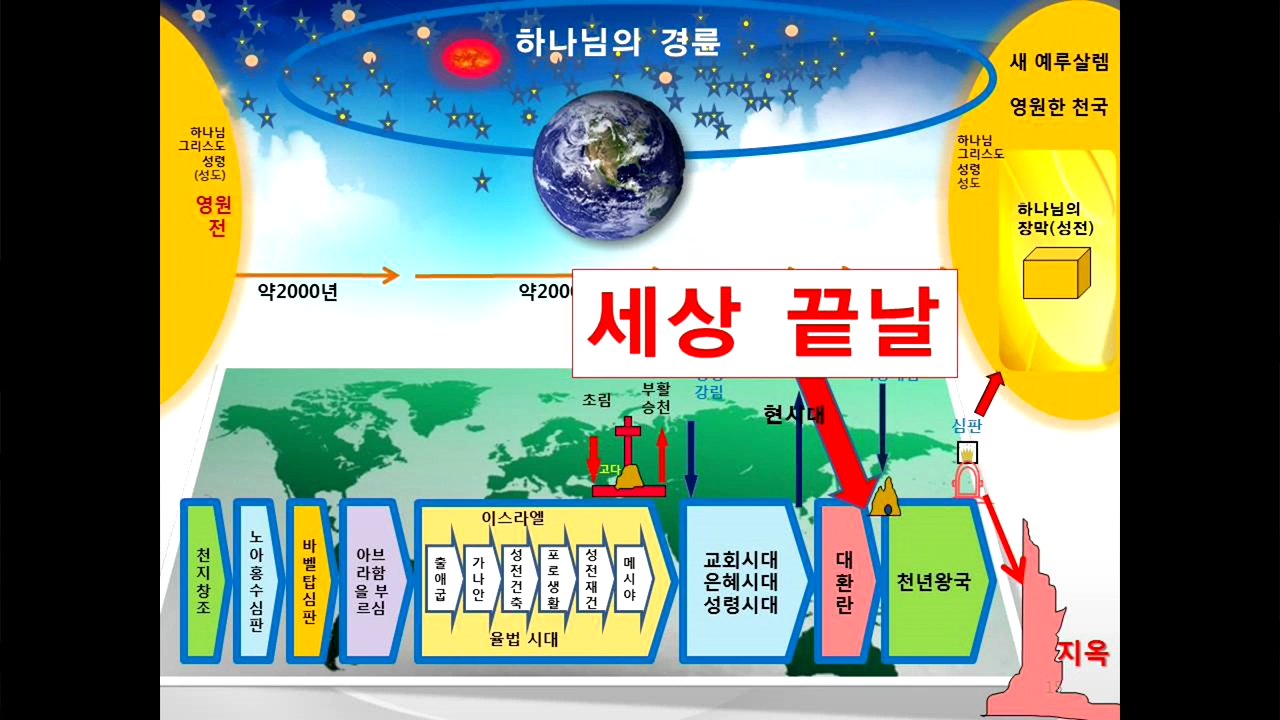 하나님의 경륜
새 예루살렘
영원한 천국
하나님
그리스도
성령
(성도)
영원
전
하나님
그리스도
성령
성도
하나님의
장막(성전)
약2000년
약200
세상 끝날
초림
부활
승천
강림
현시대
심판
고다
이스라엘
천지창조
노아홍수심판
바벨탑심판
아브
라함
을 부
르심
출애굽
가나안
성전건축
포로생활
성전재건
메시야
율법 시대
교회시대
은혜시대
성령시대
대환란
천년왕국
지옥